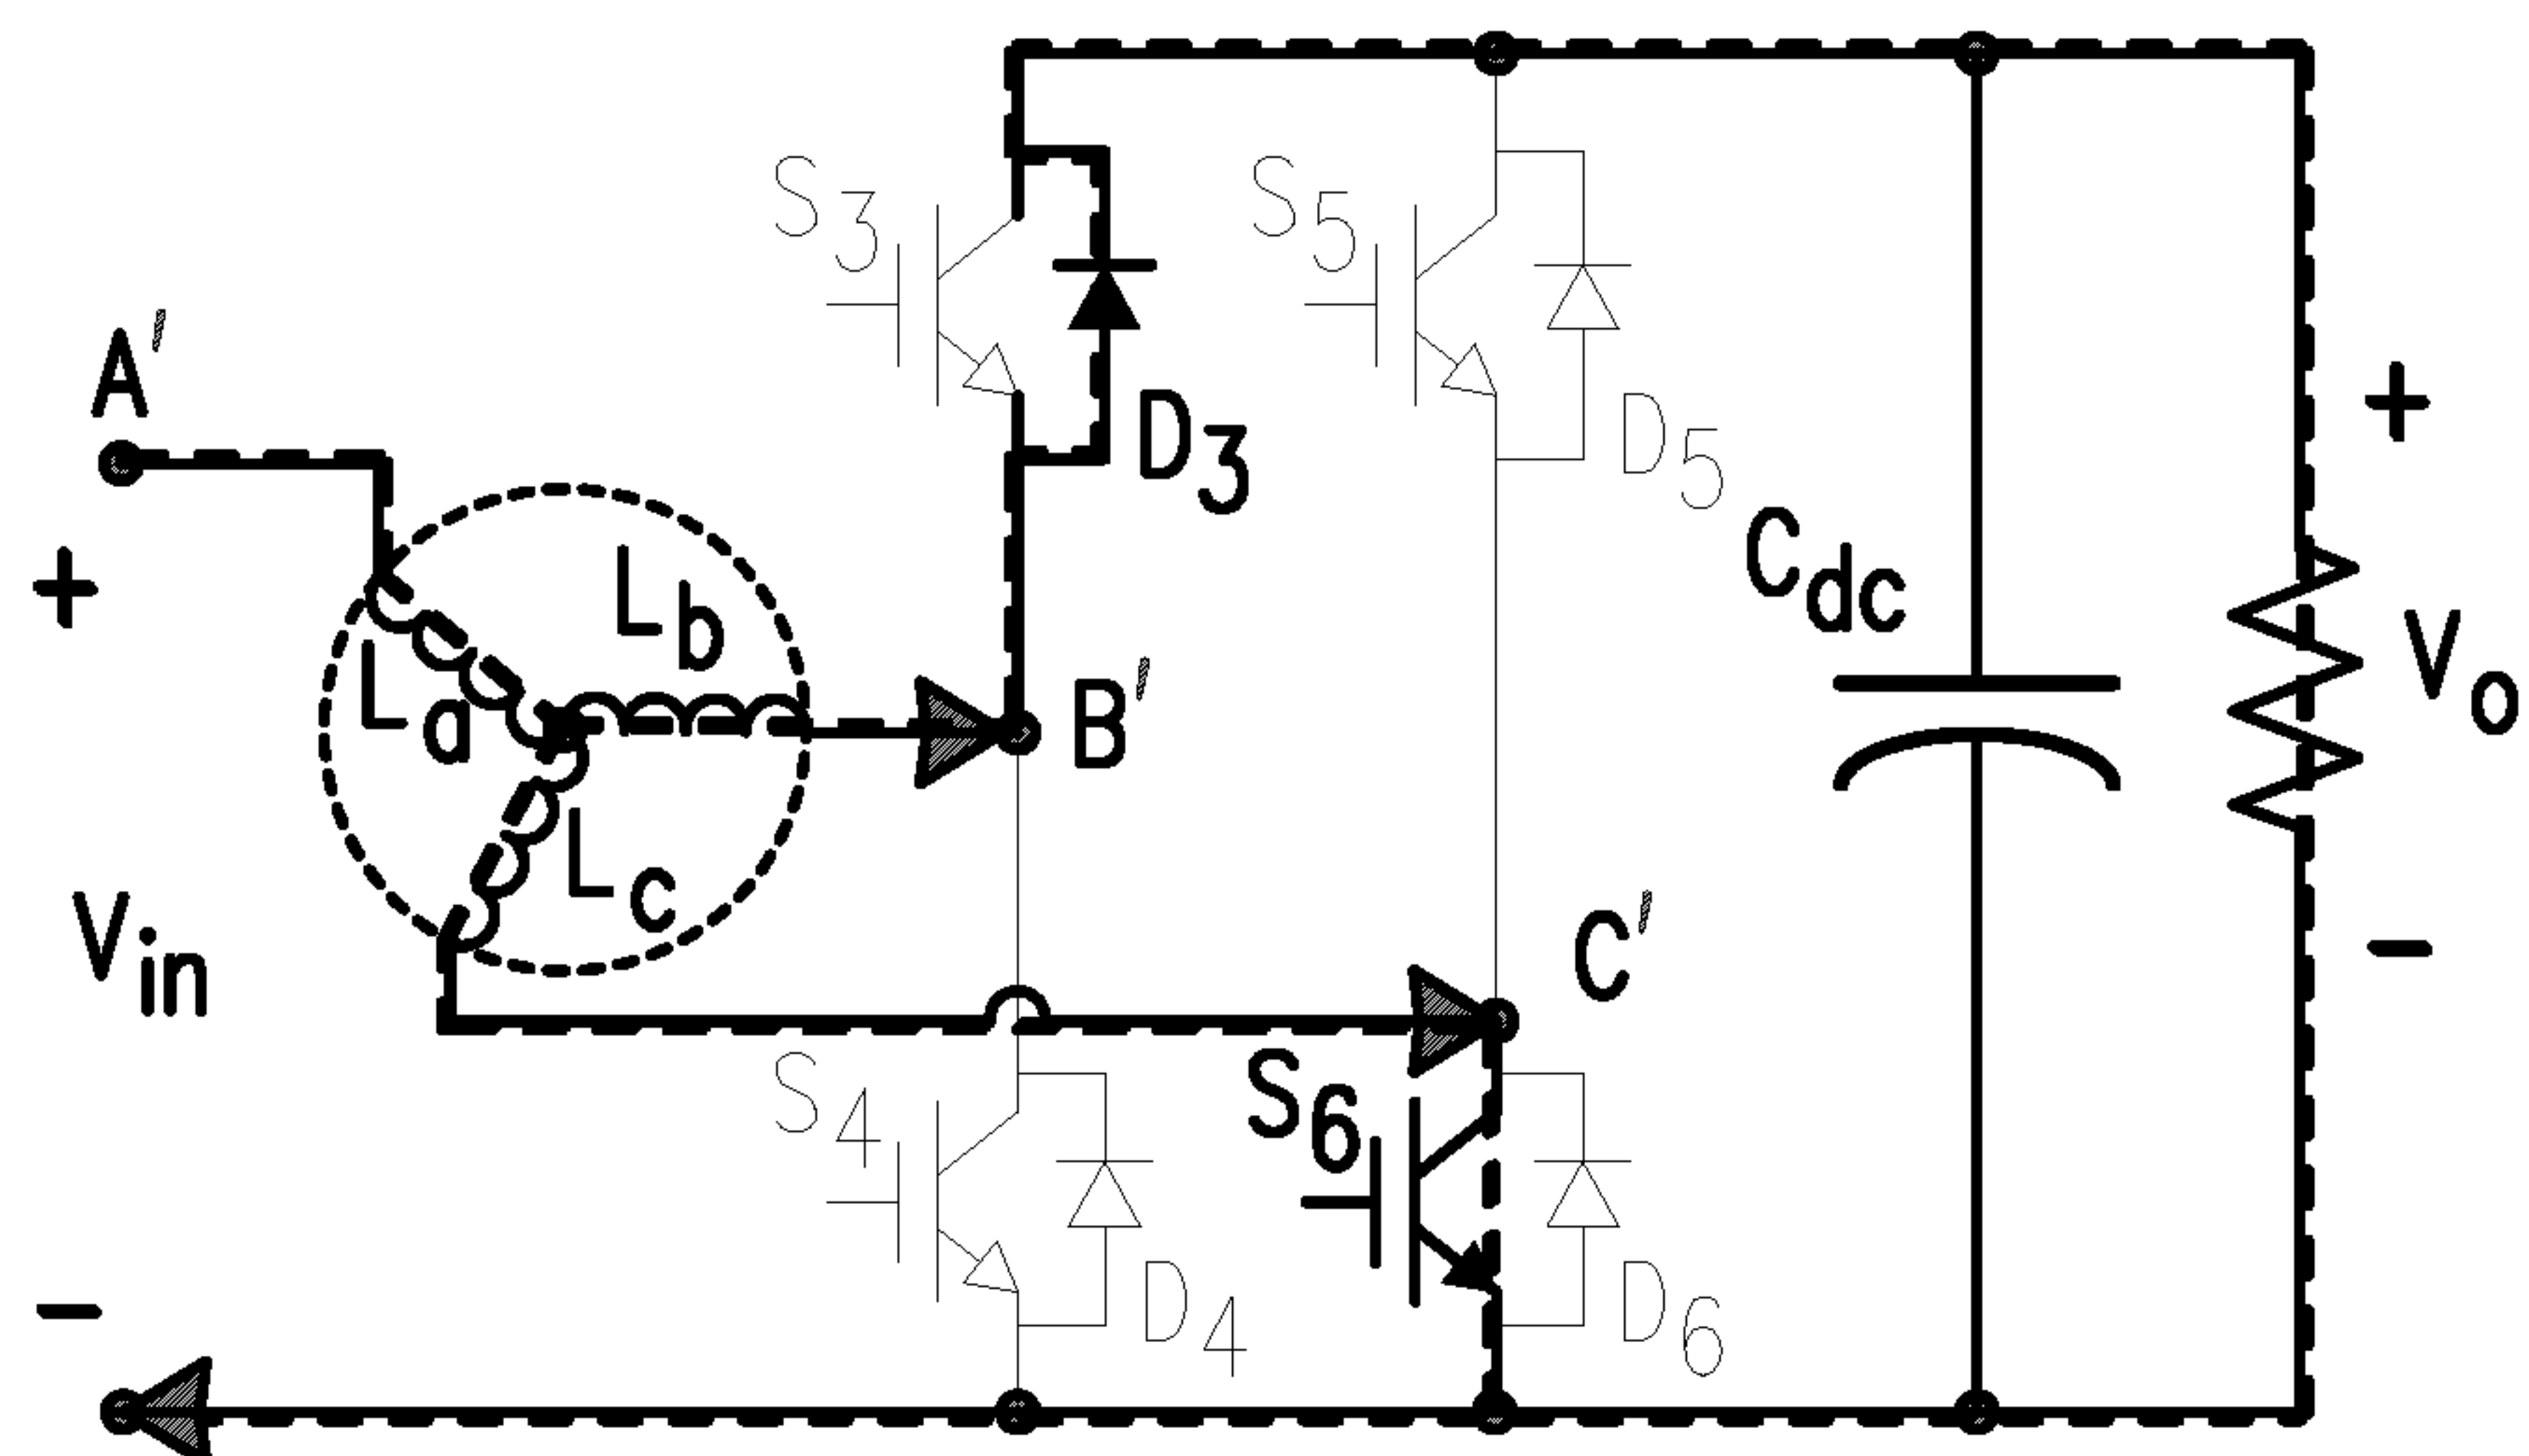 S3
S5
A'
D3
D5
+
+
Lb
Cdc
La
B'
Vo
Lc
Vin
C'
-
S4
S6
-
D4
D6